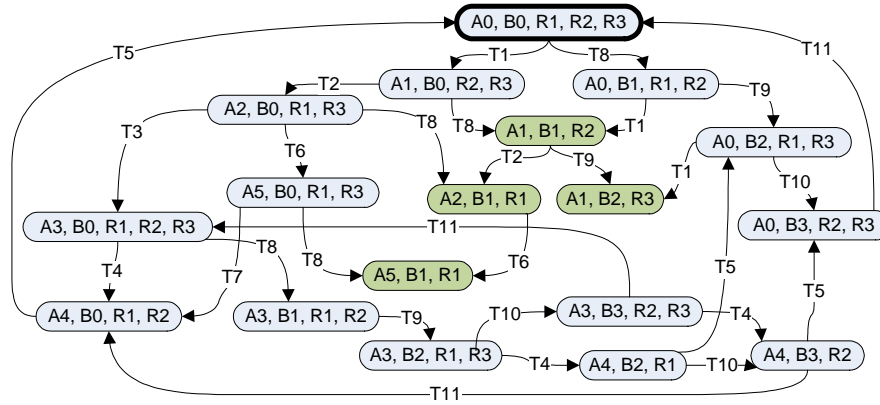 A0, B0, R1, R2, R3
T5
T1
T8
T11
A1, B0, R2, R3
A0, B1, R1, R2
T2
T9
A2, B0, R1, R3
T3
T6
T8
T8
A1, B1, R2
T1
A0, B2, R1, R3
T2
T9
T1
T10
A5, B0, R1, R3
A2, B1, R1
A1, B2, R3
A3, B0, R1, R2, R3
T11
A0, B3, R2, R3
T4
T8
T7
T8
A5, B1, R1
T6
T5
T5
A4, B0, R1, R2
A3, B1, R1, R2
T9
T10
A3, B3, R2, R3
T4
A3, B2, R1, R3
T4
A4, B2, R1
T10
A4, B3, R2
T11